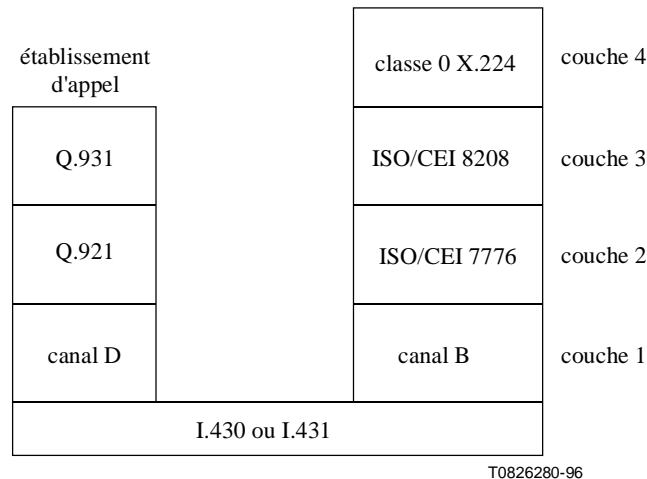 établissement
d'appel
classe 0 X.224
couche 4
Q.931
ISO/CEI 8208
couche 3
Q.921
ISO/CEI 7776
couche 2
canal D
canal B
couche 1
I.430 ou I.431
T0826280-96